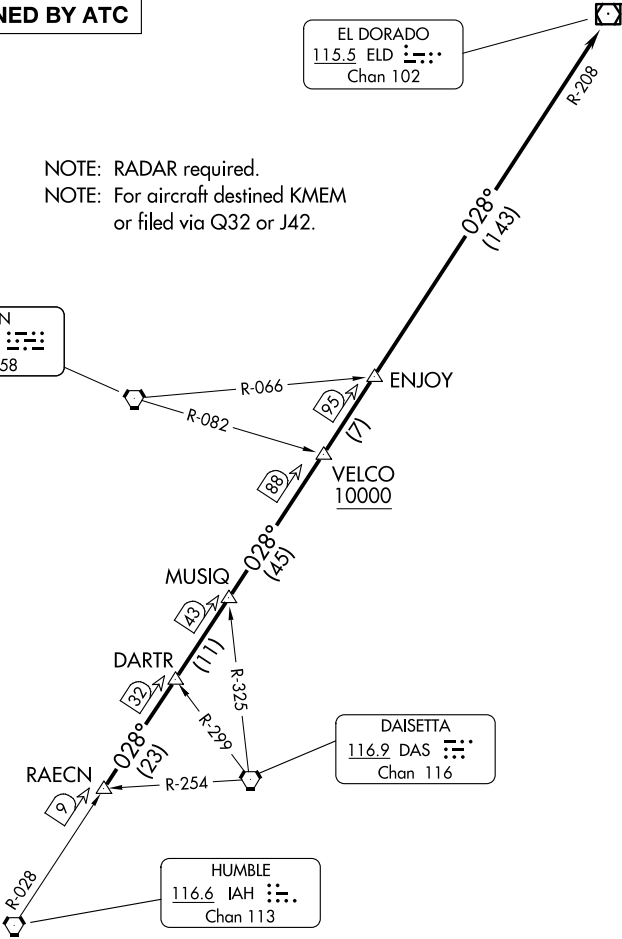 NED BY ATC
EL DORADO
115.5 ELD
Chan 102
R-208
NOTE: RADAR required.
NOTE: For aircraft destined KMEM
or filed via Q32 or J42.
028°
(143)
N
58
R-066
ENJOY
95
R-082
(7)
VELCO
10000
88
028°
(45)
MUSIQ
43
(11)
DARTR
R-325
32
R-299
028°
(23)
DAISETTA
116.9 DAS
Chan 116
RAECN
R-254
9
R-028
HUMBLE
116.6 IAH
Chan 113